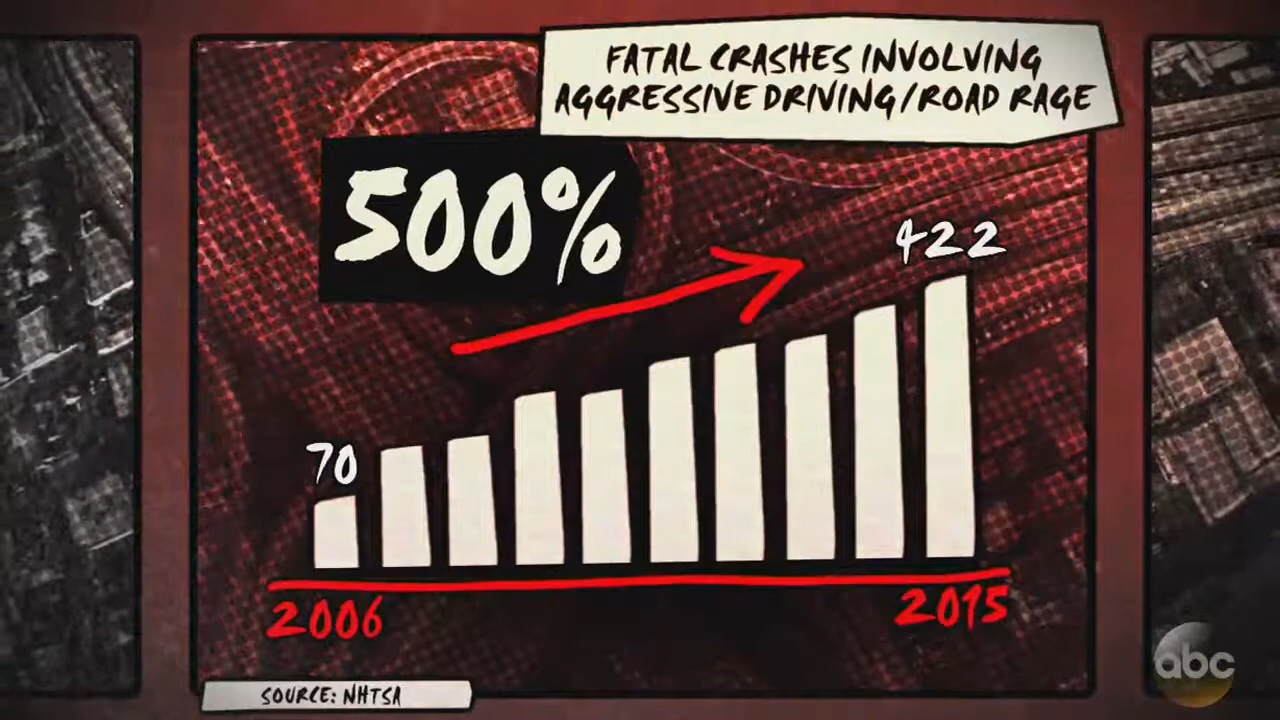 FATAL CRASHES INVOLVING
AGGRESSIVE DRIVING/ROAD RAGE
500%
422
70
2006
2015
SOURCE: NHTSA
abc